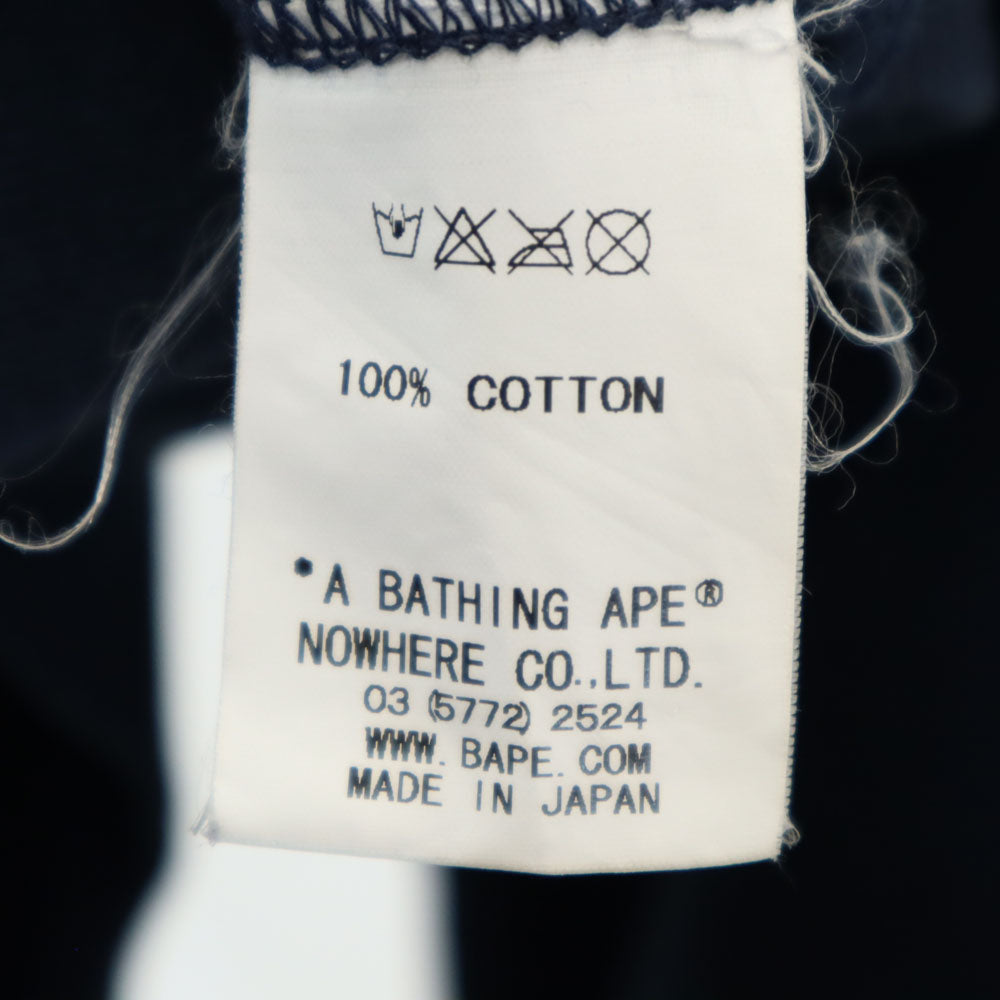 100% COTTON
*A BATHING APE®
NOWHERE CO.,LTD.
03 (5772) 2524
WWW. BAPE. COM
MADE IN JAPAN